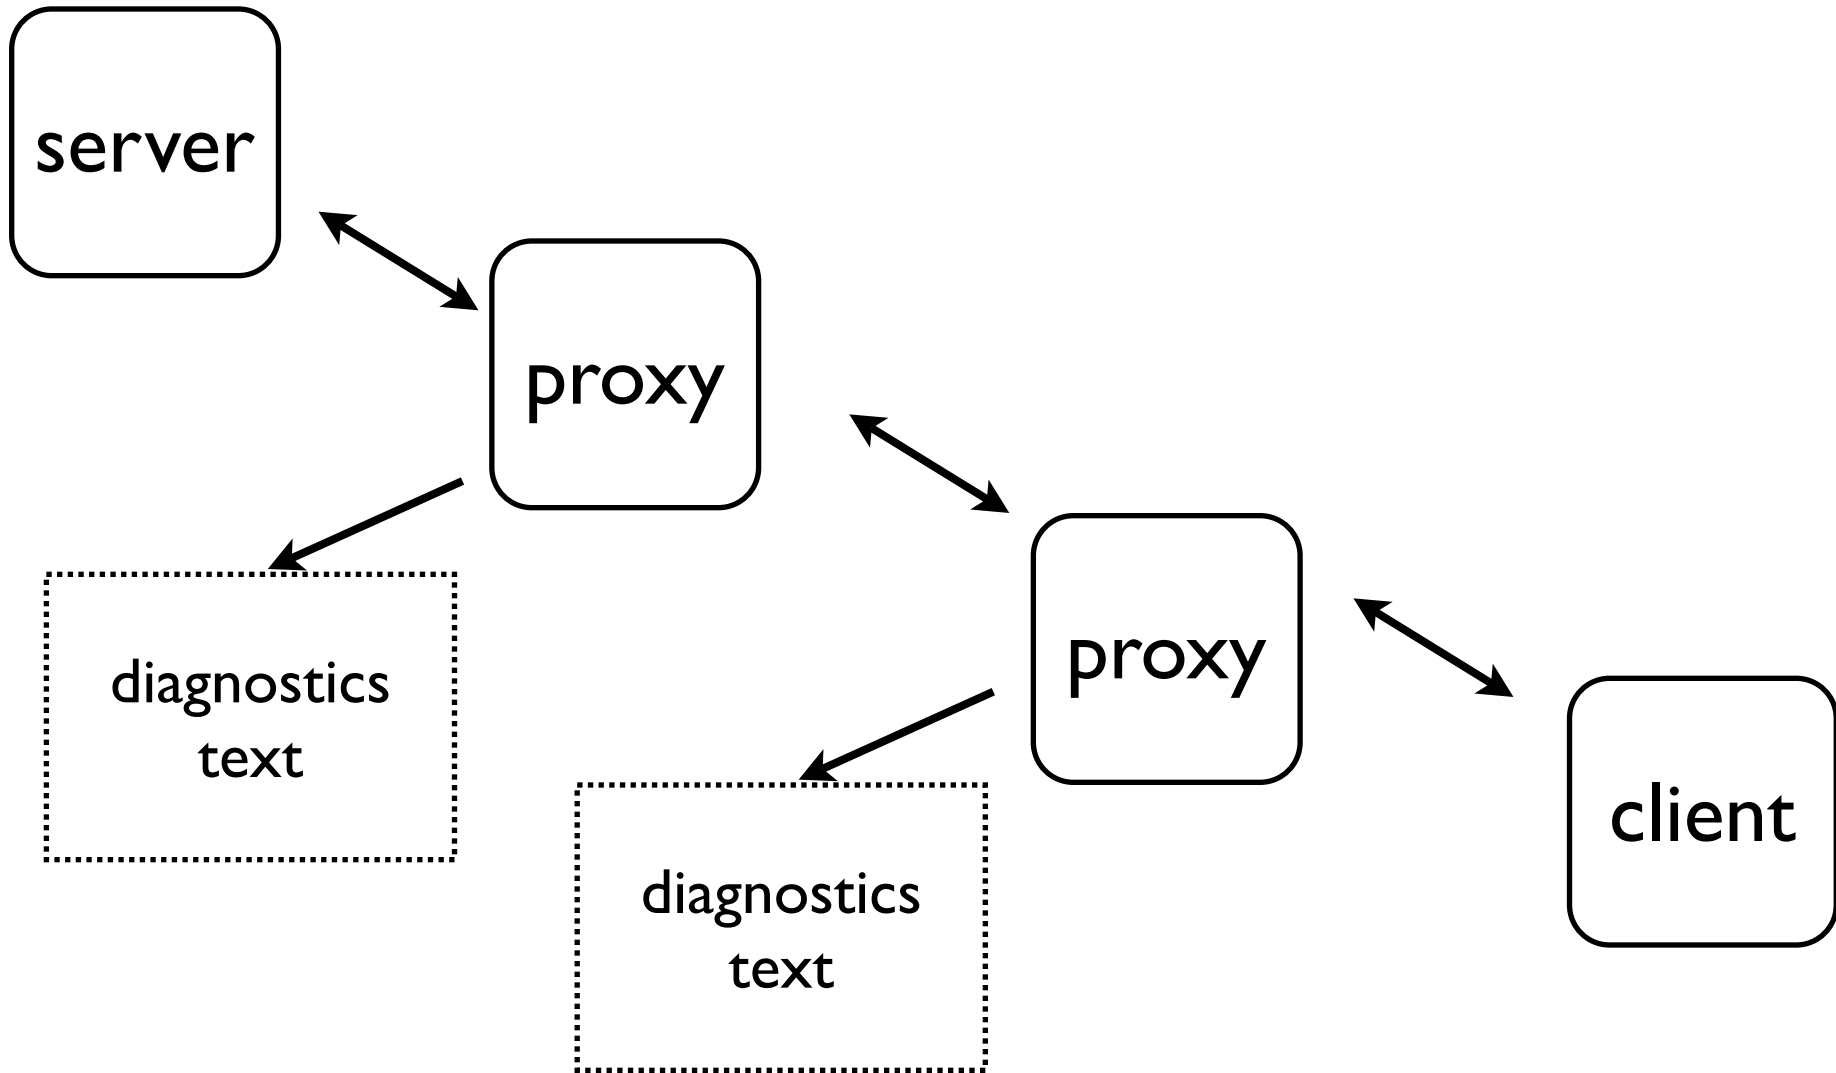 server
proxy
diagnostics
text
proxy
diagnostics
text
client